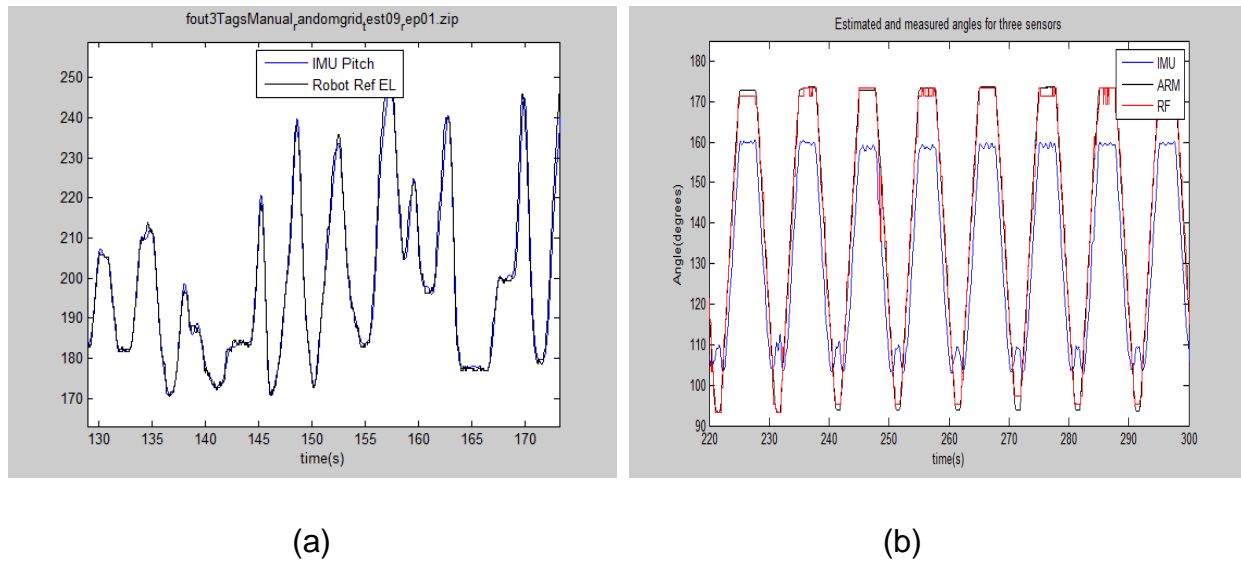 fout3TagsManual_randomgrid_test09_rep01.zip
IMU Pitch
Robot Ref EL
250
240
230
220
210
200
190
180
170
130 135 140 145 150 155 160 165 170
time(s)
(a)
Estimated and measured angles for three sensors
IMU
ARM
RF
Angle(degrees)
180
170
160
150
140
130
120
110
100
90
220 230 240 250 260 270 280 290 300
time(s)
(b)